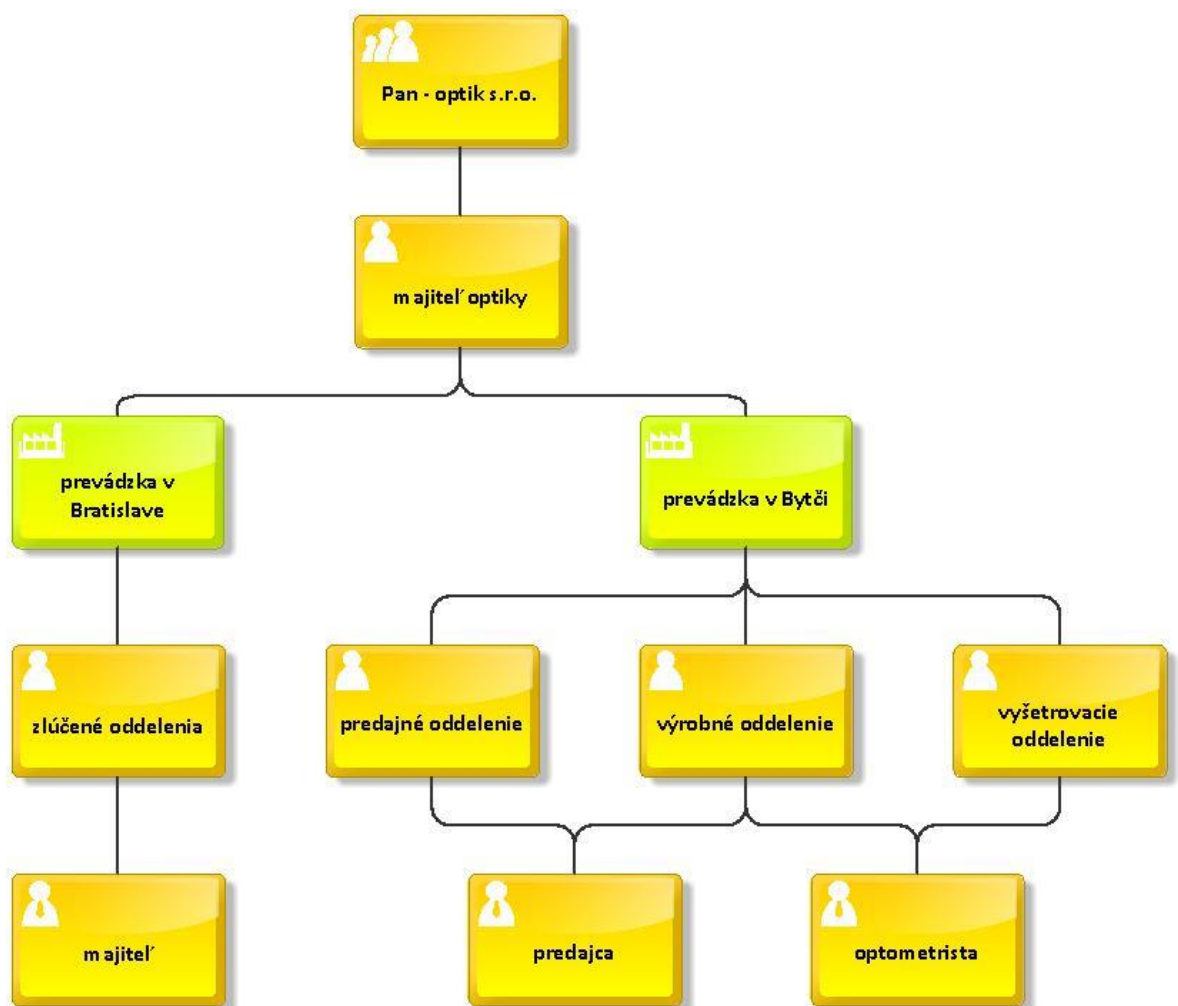 Pan - optik s.r.o.
majiteľ optiky
prevádzka v
Bratislave
prevádzka v Bytči
zlúčené oddelenia
predajné oddelenie
výrobné oddelenie
vyšetrovacie
oddelenie
majiteľ
predajca
optometrista